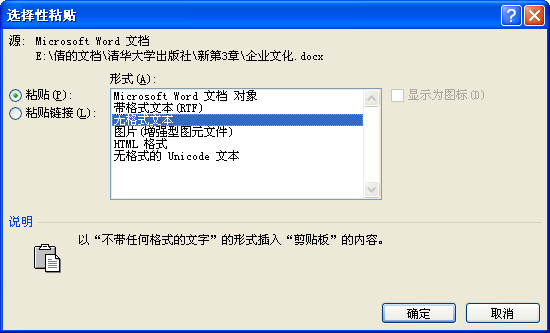 选择性粘贴
源: Microsoft Word 文档
E:\倩的文档\清华大学出版社\新第3章\企业文化.docx
形式(A):
粘贴(P):
粘贴链接(L):
Microsoft Word 文档 对象
带格式文本(RTF)
无格式文本
图片(增强型图元文件)
HTML 格式
无格式的 Unicode 文本
显示为图标(D)
说明
以“不带任何格式的文字”的形式插入“剪贴板”的内容。
确定
取消